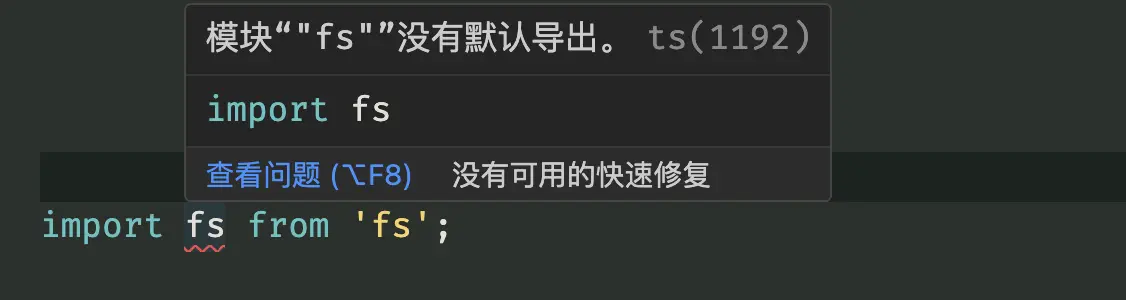 模块“"fs"”没有默认导出。 ts(1192)
import fs
查看问题 (⌥F8) 没有可用的快速修复
import fs from 'fs';